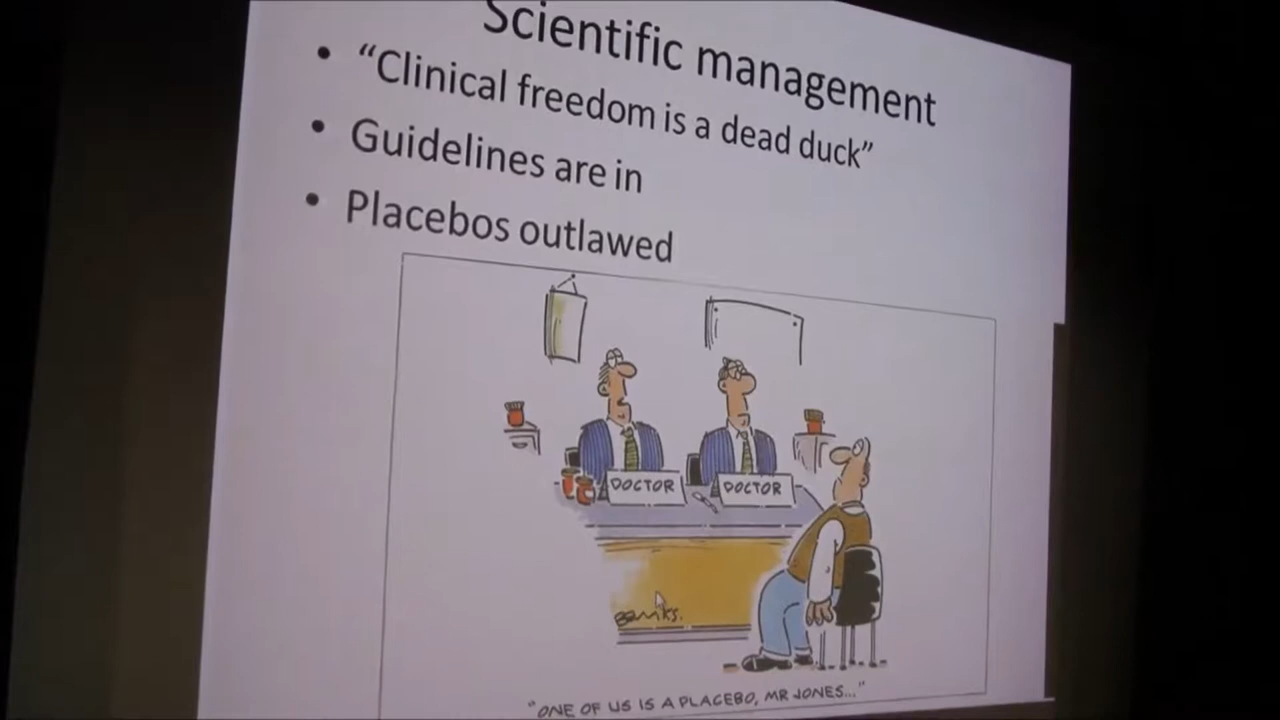 Scientific management
• “Clinical freedom is a dead duck”
• Guidelines are in
• Placebos outlawed
DOCTOR
DOCTOR
Banks.
"ONE OF US IS A PLACEBO, MR JONES..."